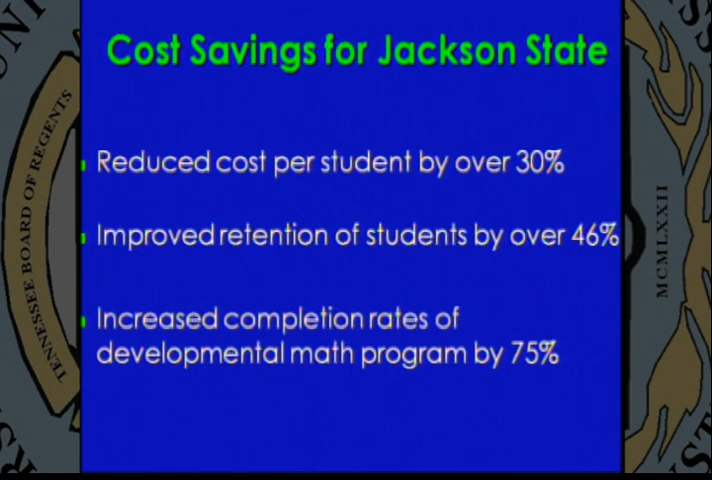 Cost Savings for Jackson State
Reduced cost per student by over 30%
Improved retention of students by over 46%
Increased completion rates of
developmental math program by 75%
TENNESSEE BOARD OF REGENTS
MCMLXXII